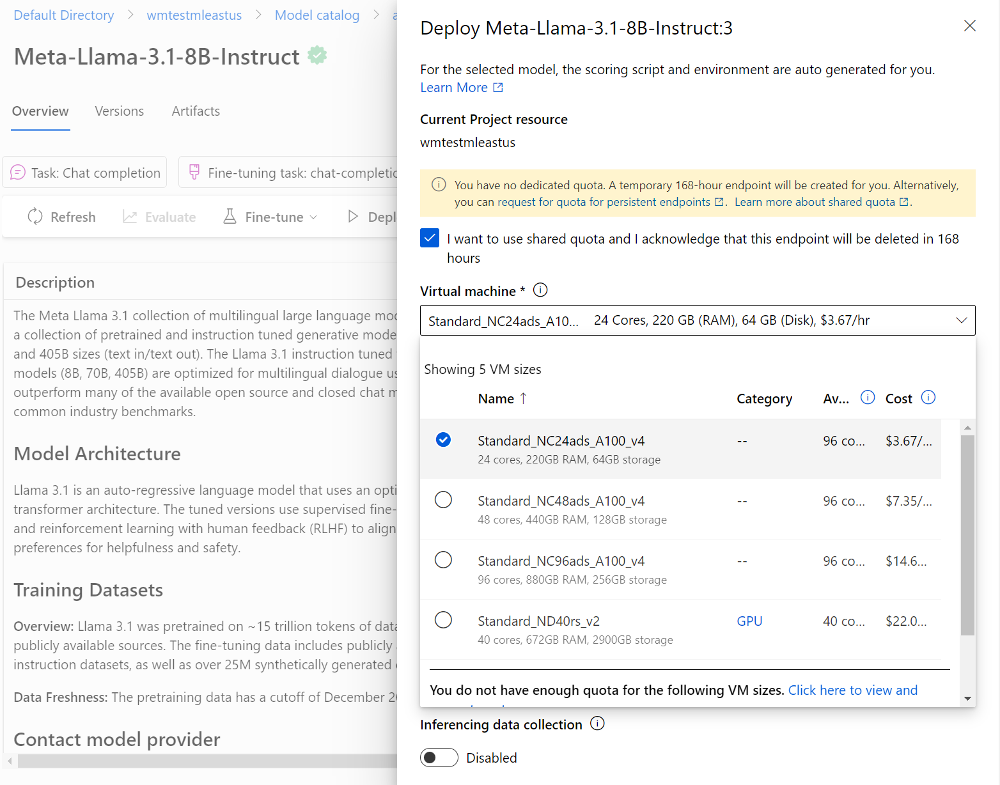 Default Directory > wmtestmleastus > Model catalog > a
Meta-Llama-3.1-8B-Instruct
Overview Versions Artifacts
Task: Chat completion Fine-tuning task: chat-completio
Refresh Evaluate Fine-tune Depl
Description
The Meta Llama 3.1 collection of multilingual large language mo
a collection of pretrained and instruction tuned generative mode
and 405B sizes (text in/text out). The Llama 3.1 instruction tuned
models (8B, 70B, 405B) are optimized for multilingual dialogue us
outperform many of the available open source and closed chat m
common industry benchmarks.
Model Architecture
Llama 3.1 is an auto-regressive language model that uses an opti
transformer architecture. The tuned versions use supervised fine-
and reinforcement learning with human feedback (RLHF) to align
preferences for helpfulness and safety.
Training Datasets
Overview: Llama 3.1 was pretrained on ~15 trillion tokens of data
publicly available sources. The fine-tuning data includes publicly
instruction datasets, as well as over 25M synthetically generated
Data Freshness: The pretraining data has a cutoff of December 20
Contact model provider
Deploy Meta-Llama-3.1-8B-Instruct:3
For the selected model, the scoring script and environment are auto generated for you.
Learn More
Current Project resource
wmtestmleastus
You have no dedicated quota. A temporary 168-hour endpoint will be created for you. Alternatively,
you can request for quota for persistent endpoints. Learn more about shared quota.
I want to use shared quota and I acknowledge that this endpoint will be deleted in 168
hours
Virtual machine *
Standard_NC24ads_A10... 24 Cores, 220 GB (RAM), 64 GB (Disk), $3.67/hr
Showing 5 VM sizes
Name ↑ Category Av... Cost
Standard_NC24ads_A100_v4 -- 96 co... $3.67/...
24 cores, 220GB RAM, 64GB storage
Standard_NC48ads_A100_v4 -- 96 co... $7.35/...
48 cores, 440GB RAM, 128GB storage
Standard_NC96ads_A100_v4 -- 96 co... $14.6...
96 cores, 880GB RAM, 256GB storage
Standard_ND40rs_v2 GPU 40 co... $22.0...
40 cores, 672GB RAM, 2900GB storage
You do not have enough quota for the following VM sizes. Click here to view and
Inferencing data collection
Disabled